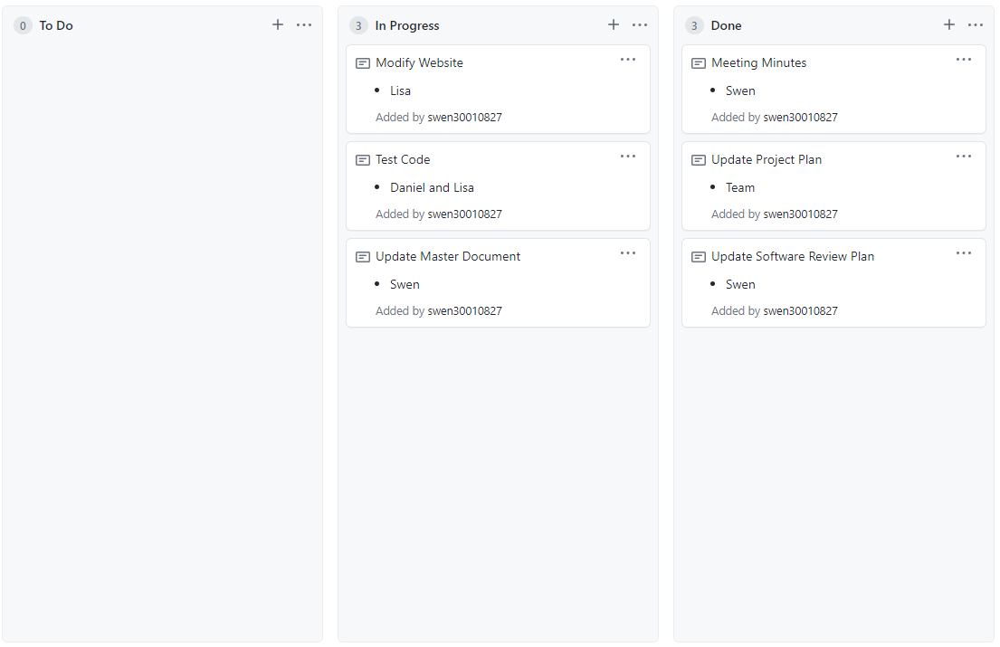 0 To Do
3 In Progress
Modify Website
Lisa
Added by swen30010827
Test Code
Daniel and Lisa
Added by swen30010827
Update Master Document
Swen
Added by swen30010827
3 Done
Meeting Minutes
Swen
Added by swen30010827
Update Project Plan
Team
Added by swen30010827
Update Software Review Plan
Swen
Added by swen30010827